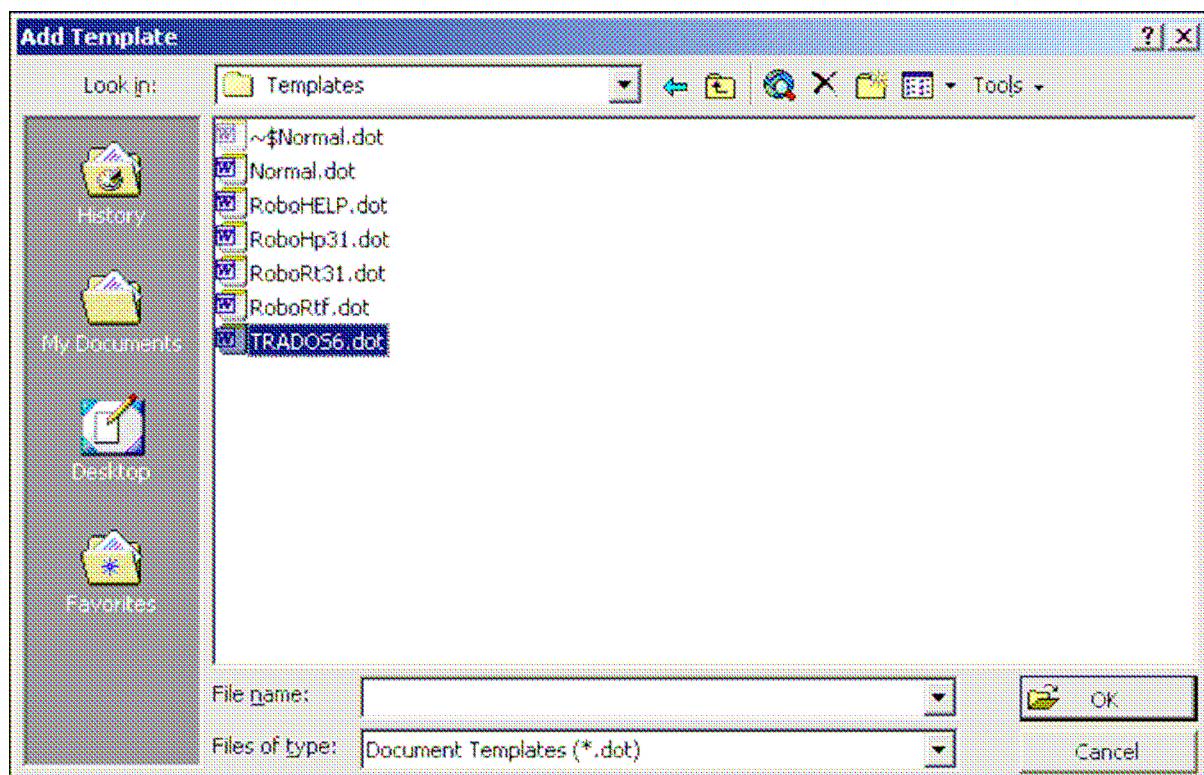 Add Template
Look in: Templates Tools
~$Normal.dot
Normal.dot
RoboHELP.dot
RoboHp31.dot
RoboRt31.dot
RoboRtf.dot
TRADOS6.dot
History
My Documents
Desktop
Favorites
File name: OK
Files of type: Document Templates (*.dot) Cancel